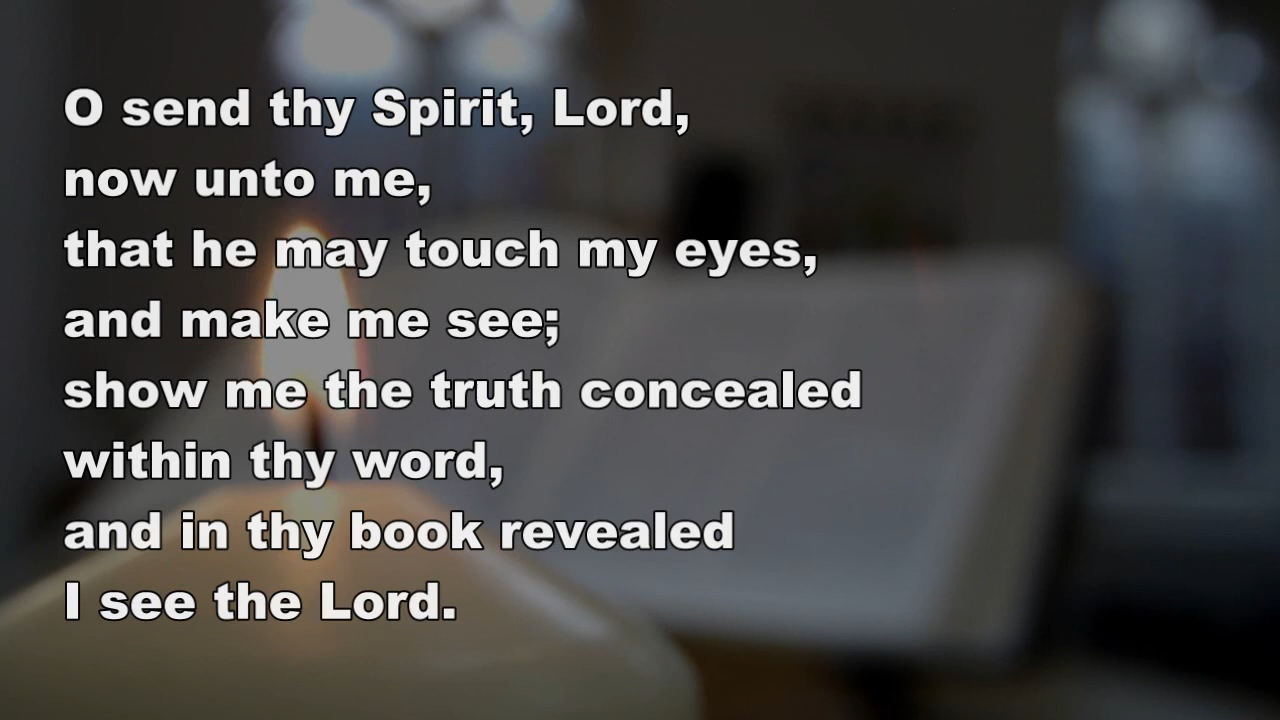 O send thy Spirit, Lord,
now unto me,
that he may touch my eyes,
and make me see;
show me the truth concealed
within thy word,
and in thy book revealed
I see the Lord.